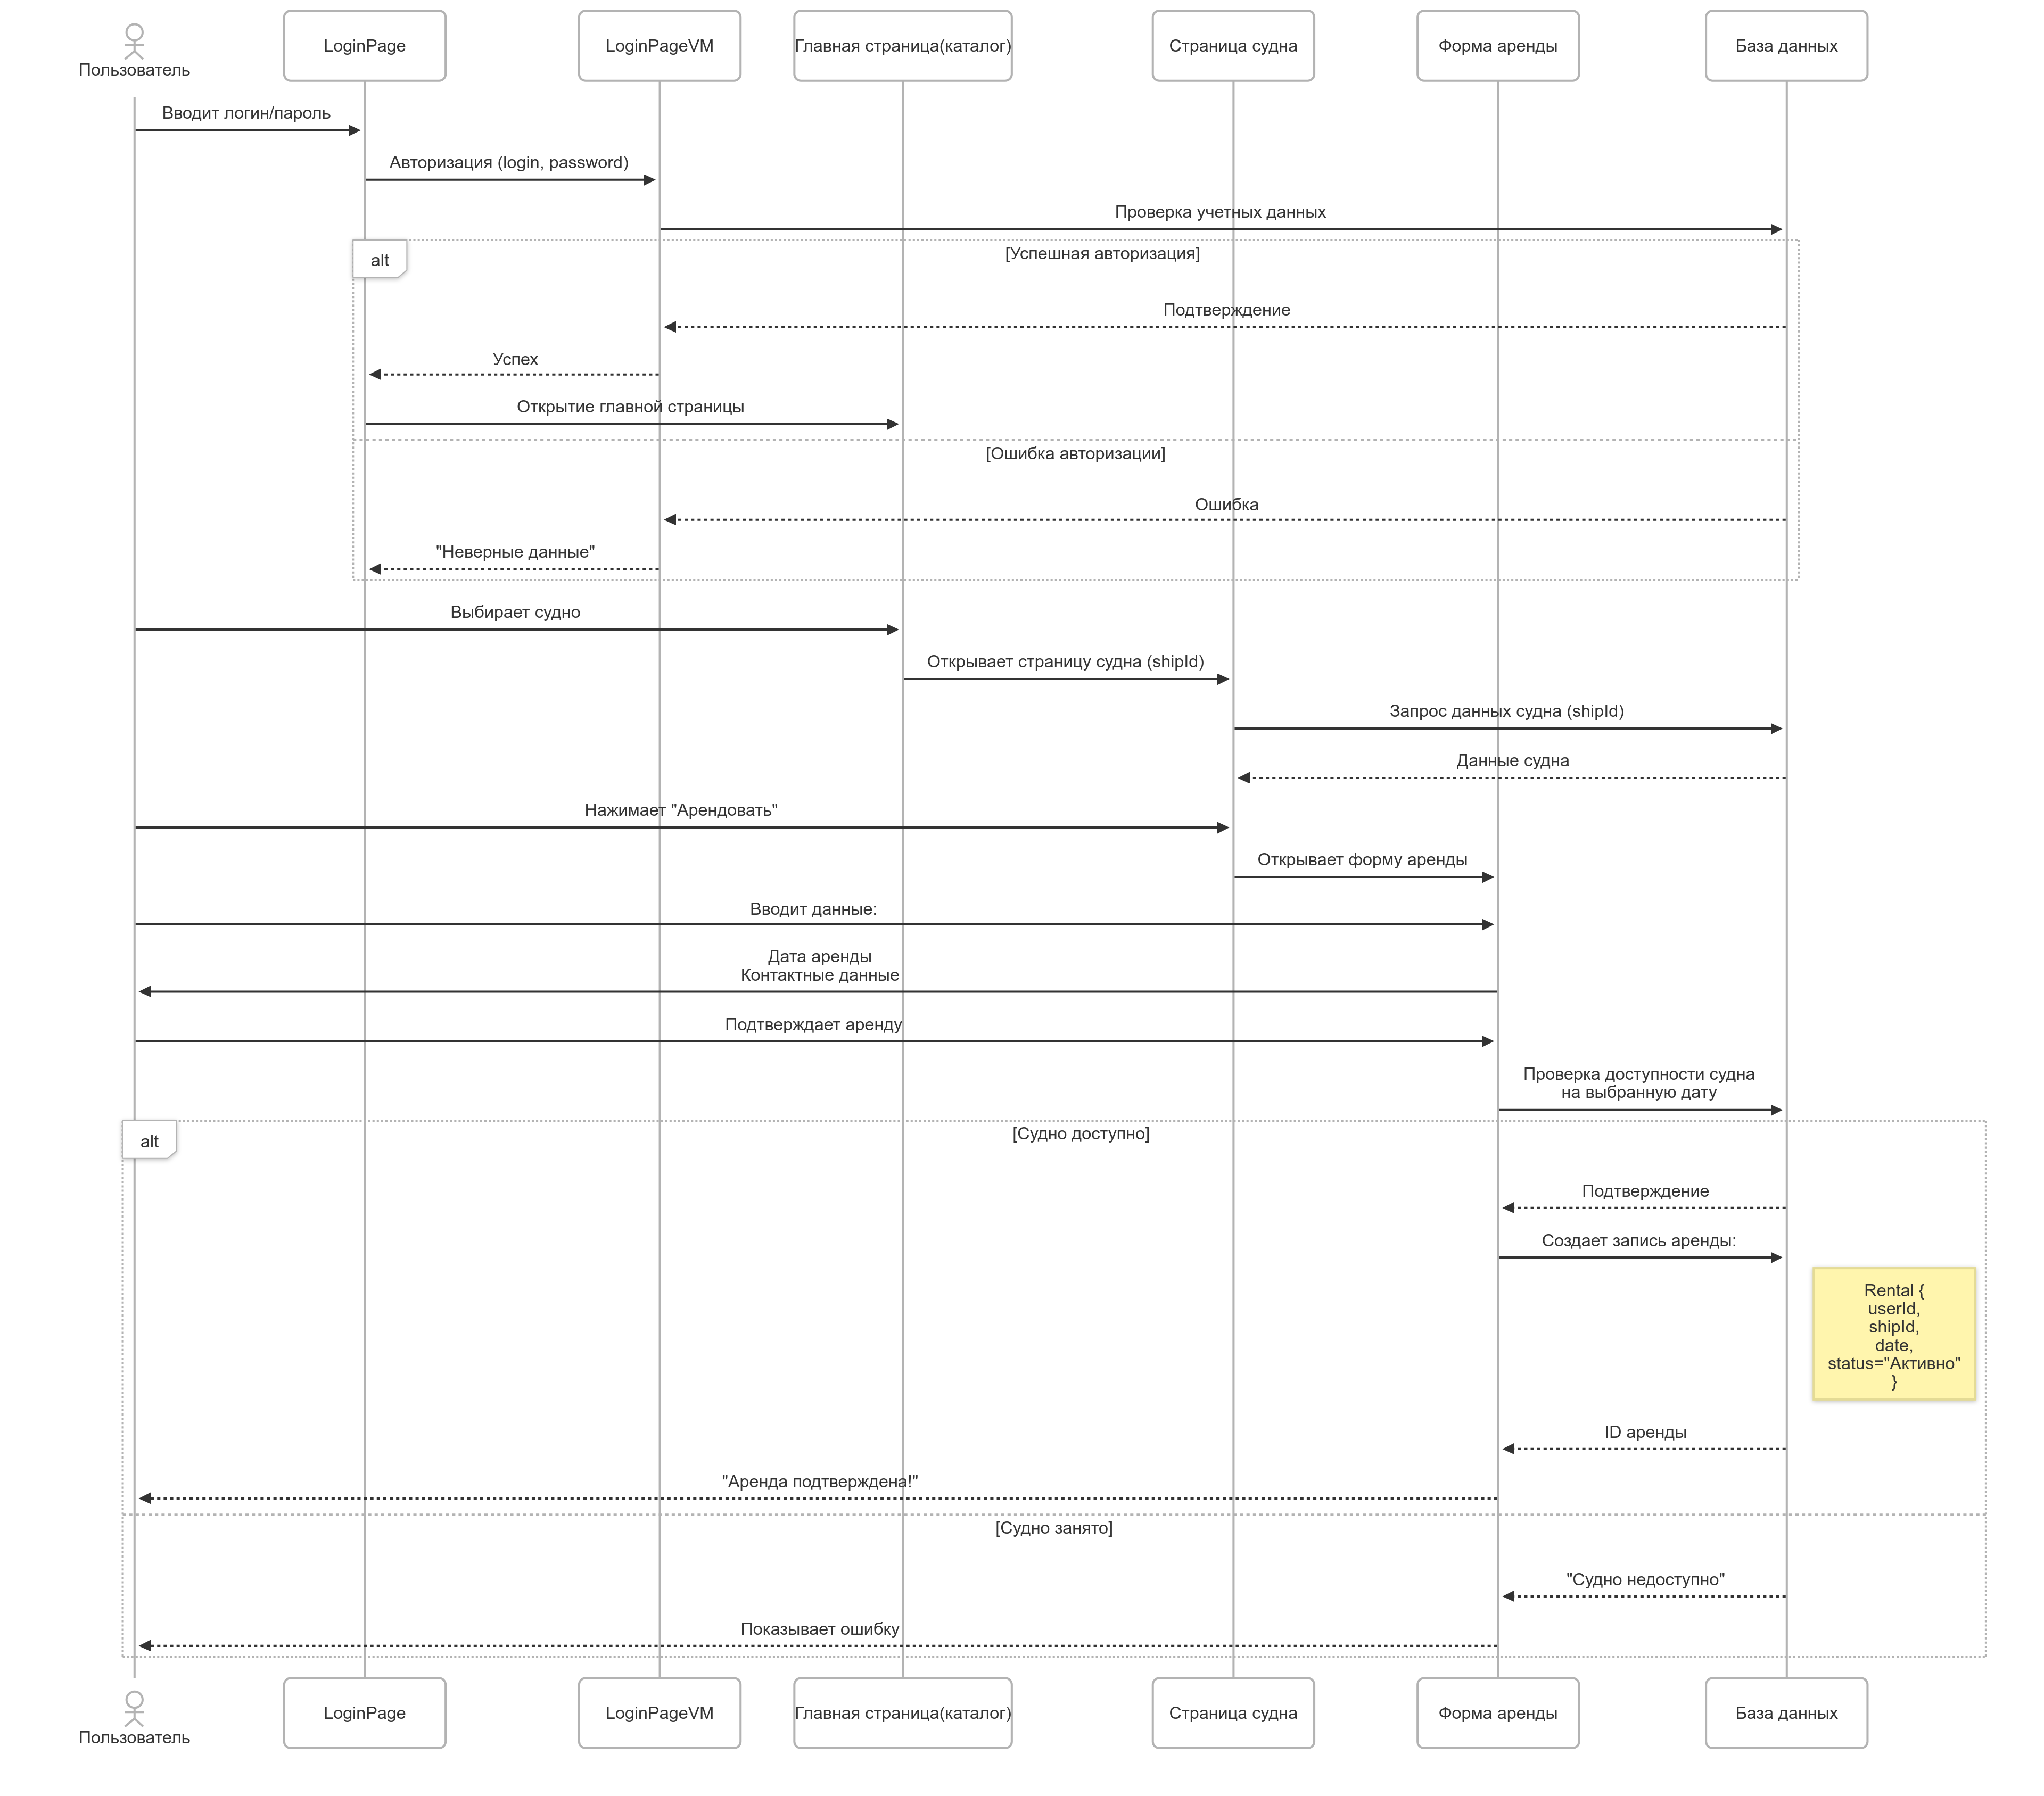 Пользователь
LoginPage
LoginPageVM
Главная страница(каталог)
Страница судна
Форма аренды
База данных
Вводит логин/пароль
Авторизация (login, password)
Проверка учетных данных
alt
[Успешная авторизация]
Подтверждение
Успех
Открытие главной страницы
[Ошибка авторизации]
Ошибка
"Неверные данные"
Выбирает судно
Открывает страницу судна (shipId)
Запрос данных судна (shipId)
Данные судна
Нажимает "Арендовать"
Открывает форму аренды
Вводит данные:
Дата аренды
Контактные данные
Подтверждает аренду
Проверка доступности судна
на выбранную дату
alt
[Судно доступно]
Подтверждение
Создает запись аренды:
Rental {
userId,
shipId,
date,
status="Активно"
}
ID аренды
"Аренда подтверждена!"
[Судно занято]
"Судно недоступно"
Показывает ошибку
Пользователь
LoginPage
LoginPageVM
Главная страница(каталог)
Страница судна
Форма аренды
База данных